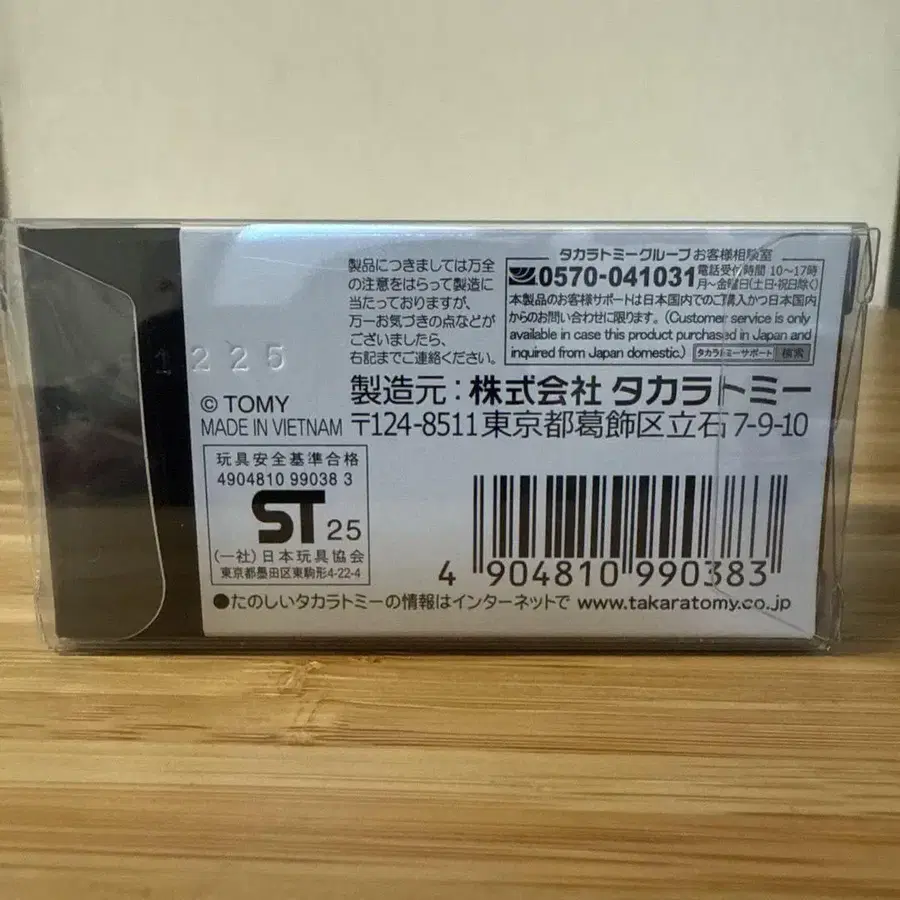 製品につきましては万全
の注意をはらって製造に
当たっておりますが、
万一お気づきの点などが
ございましたら、
右記までご連絡ください。
タカラトミーグループお客様相談室
0570-041031 電話受付時間 10〜17時
月〜金曜日(土日・祝日除く)
本製品のお客様サポートは日本国内でのご購入かつ日本国内
からのお問い合わせに限ります。(Customer service is only
available in case this product purchased in Japan and
inquired from Japan domestic.) タカラトミーサポート 検索
1225
© TOMY
MADE IN VIETNAM
製造元:株式会社 タカラトミー
〒124-8511 東京都葛飾区立石 7-9-10
玩具安全基準合格
4904810 99038 3
ST 25
(一社)日本玩具協会
東京都墨田区東駒形4-22-4
4 904810 990383
●たのしいタカラトミーの情報はインターネットで www.takaratomy.co.jp